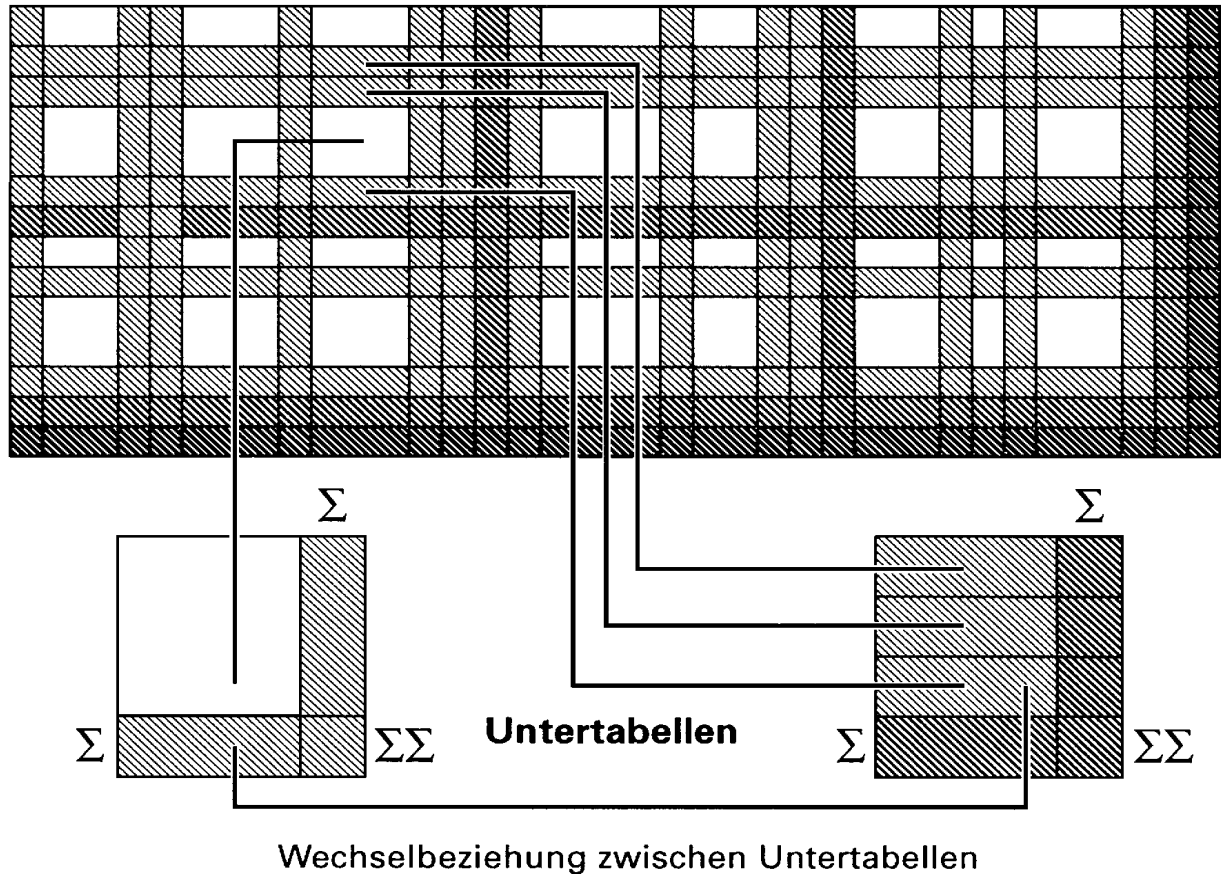 Σ Σ
Σ ΣΣ Untertabellen Σ ΣΣ
Wechselbeziehung zwischen Untertabellen